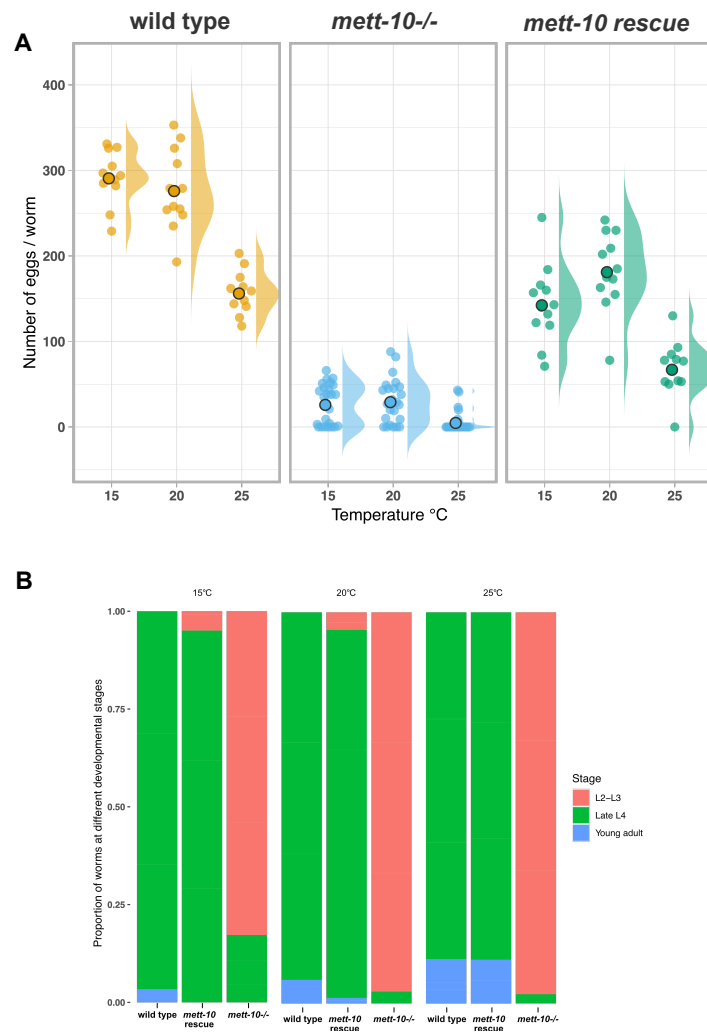 wild type mett-10-/- mett-10 rescue
A
400
300
200
100
0
Number of eggs / worm
15 20 25 15 20 25 15 20 25
Temperature °C
B
15°C 20°C 25°C
1.00
0.75
0.50
0.25
0.00
Proportion of worms at different developmental stages
wild type mett-10 rescue mett-10-/- wild type mett-10 rescue mett-10-/- wild type mett-10 rescue mett-10-/-
Stage
L2-L3
Late L4
Young adult